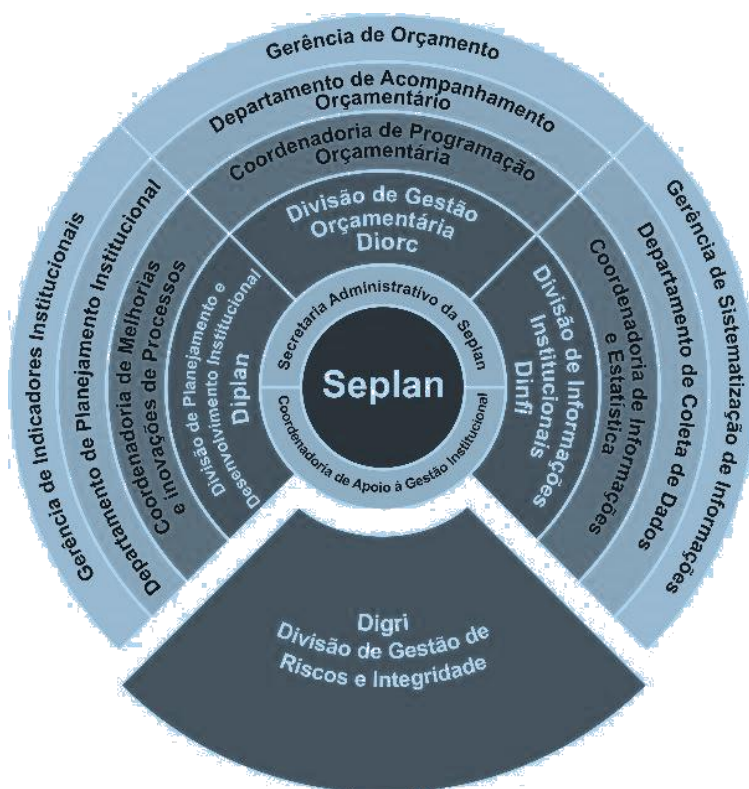 Gerência de Orçamento
Departamento de Acompanhamento
Orçamentário
Coordenadoria de Programação
Orçamentária
Divisão de Gestão
Orçamentária
Diorc
Gerência de Indicadores Institucionais
Departamento de Planejamento Institucional
Coordenadoria de Melhorias
e inovações de Processos
Divisão de Planejamento e
Desenvolvimento Institucional
Diplan
Secretaria Administrativo da Seplan
Seplan
Coordenadoria de Apoio à Gestão Institucional
Divisão de Informações
Institucionais
Dinfi
Coordenadoria de Informações
e Estatística
Departamento de Coleta de Dados
Gerência de Sistematização de Informações
Digri
Divisão de Gestão de
Riscos e Integridade